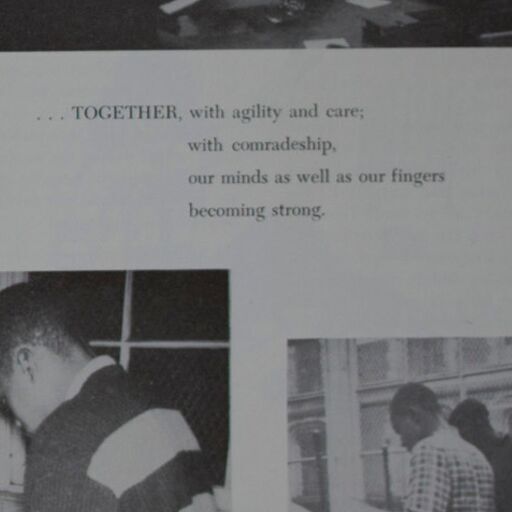 . . . TOGETHER, with agility and care;
with comradeship,
our minds as well as our fingers
becoming strong.